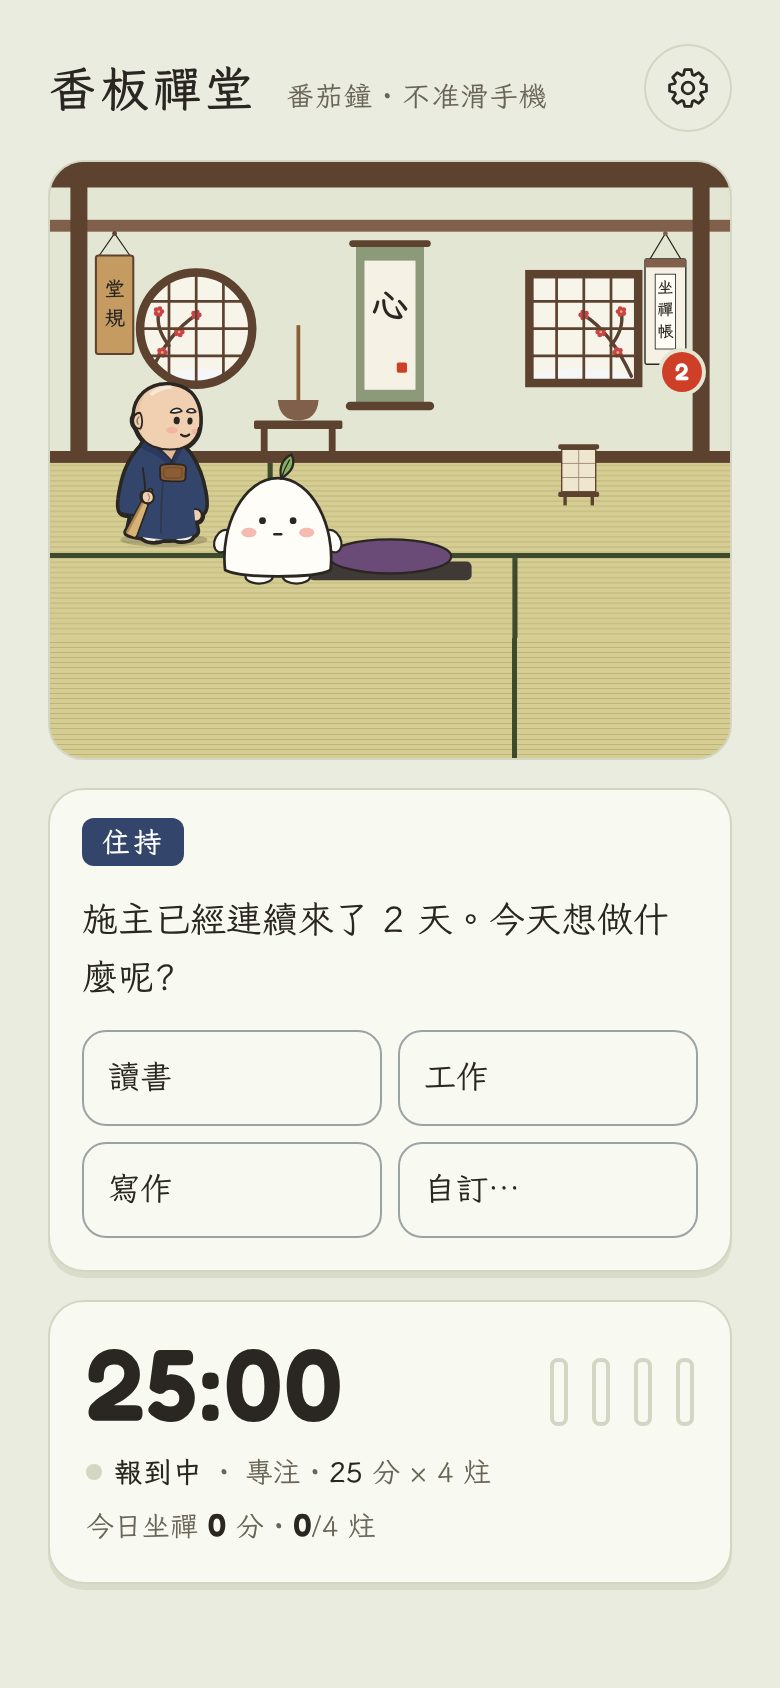 香板禪堂
番茄鐘・不准滑手機
堂規
心
坐禪帳
2
住持
施主已經連續來了 2 天。今天想做什
麼呢?
讀書
工作
寫作
自訂…
25:00
報到中 · 專注・25 分 × 4 炷
今日坐禪 0 分・0/4 炷